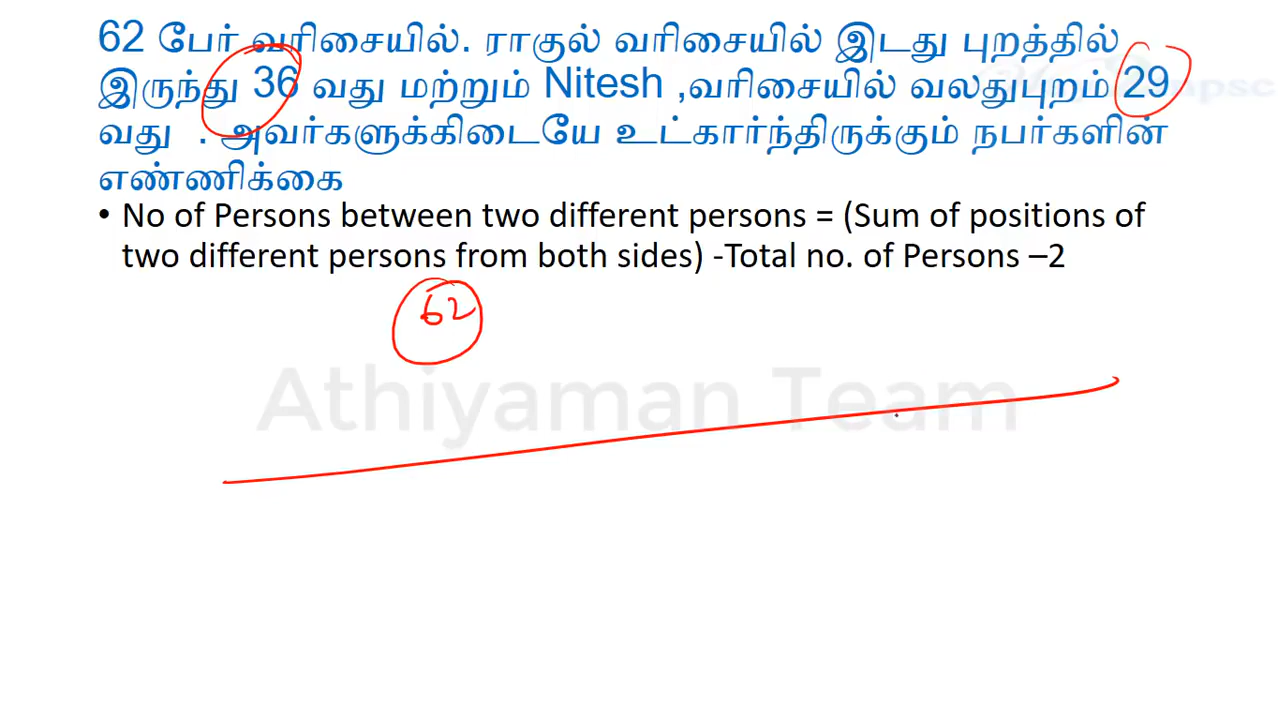 62 பேர் வரிசையில். ராகுல் வரிசையில் இடது புறத்தில்
இருந்து 36 வது மற்றும் Nitesh ,வரிசையில் வலதுபுறம் 29
வது . அவர்களுக்கிடையே உட்கார்ந்திருக்கும் நபர்களின்
எண்ணிக்கை
• No of Persons between two different persons = (Sum of positions of
two different persons from both sides) -Total no. of Persons –2
62
Athiyaman Team